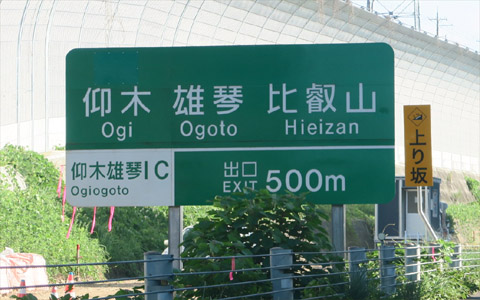 仰木 雄琴 比叡山
Ogi Ogoto Hieizan
仰木雄琴IC
Ogiogoto
出口
EXIT 500m
上り坂